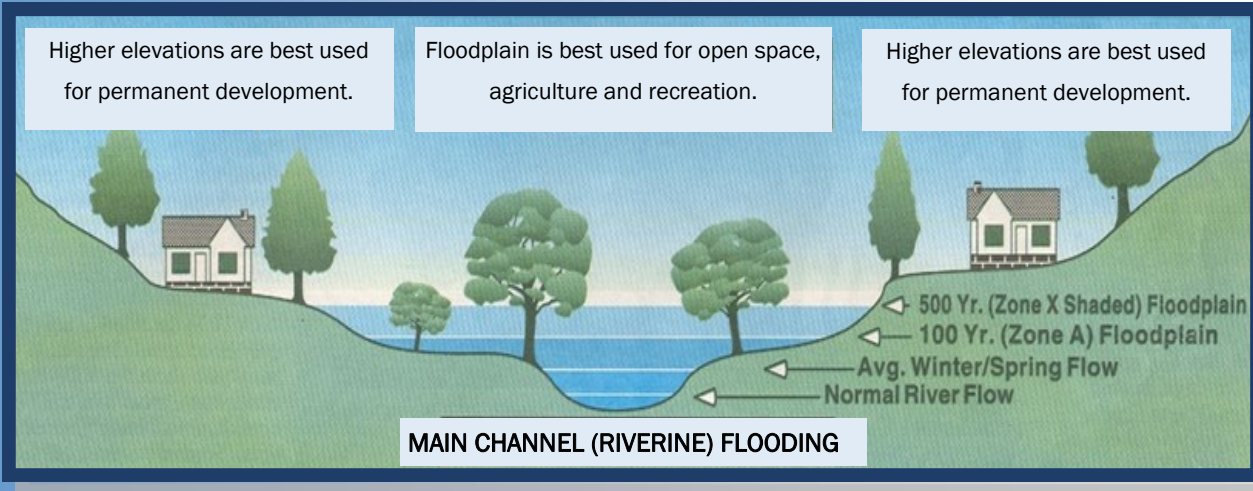 Higher elevations are best used
for permanent development.
Floodplain is best used for open space,
agriculture and recreation.
Higher elevations are best used
for permanent development.
500 Yr. (Zone X Shaded) Floodplain
100 Yr. (Zone A) Floodplain
Avg. Winter/Spring Flow
Normal River Flow
MAIN CHANNEL (RIVERINE) FLOODING